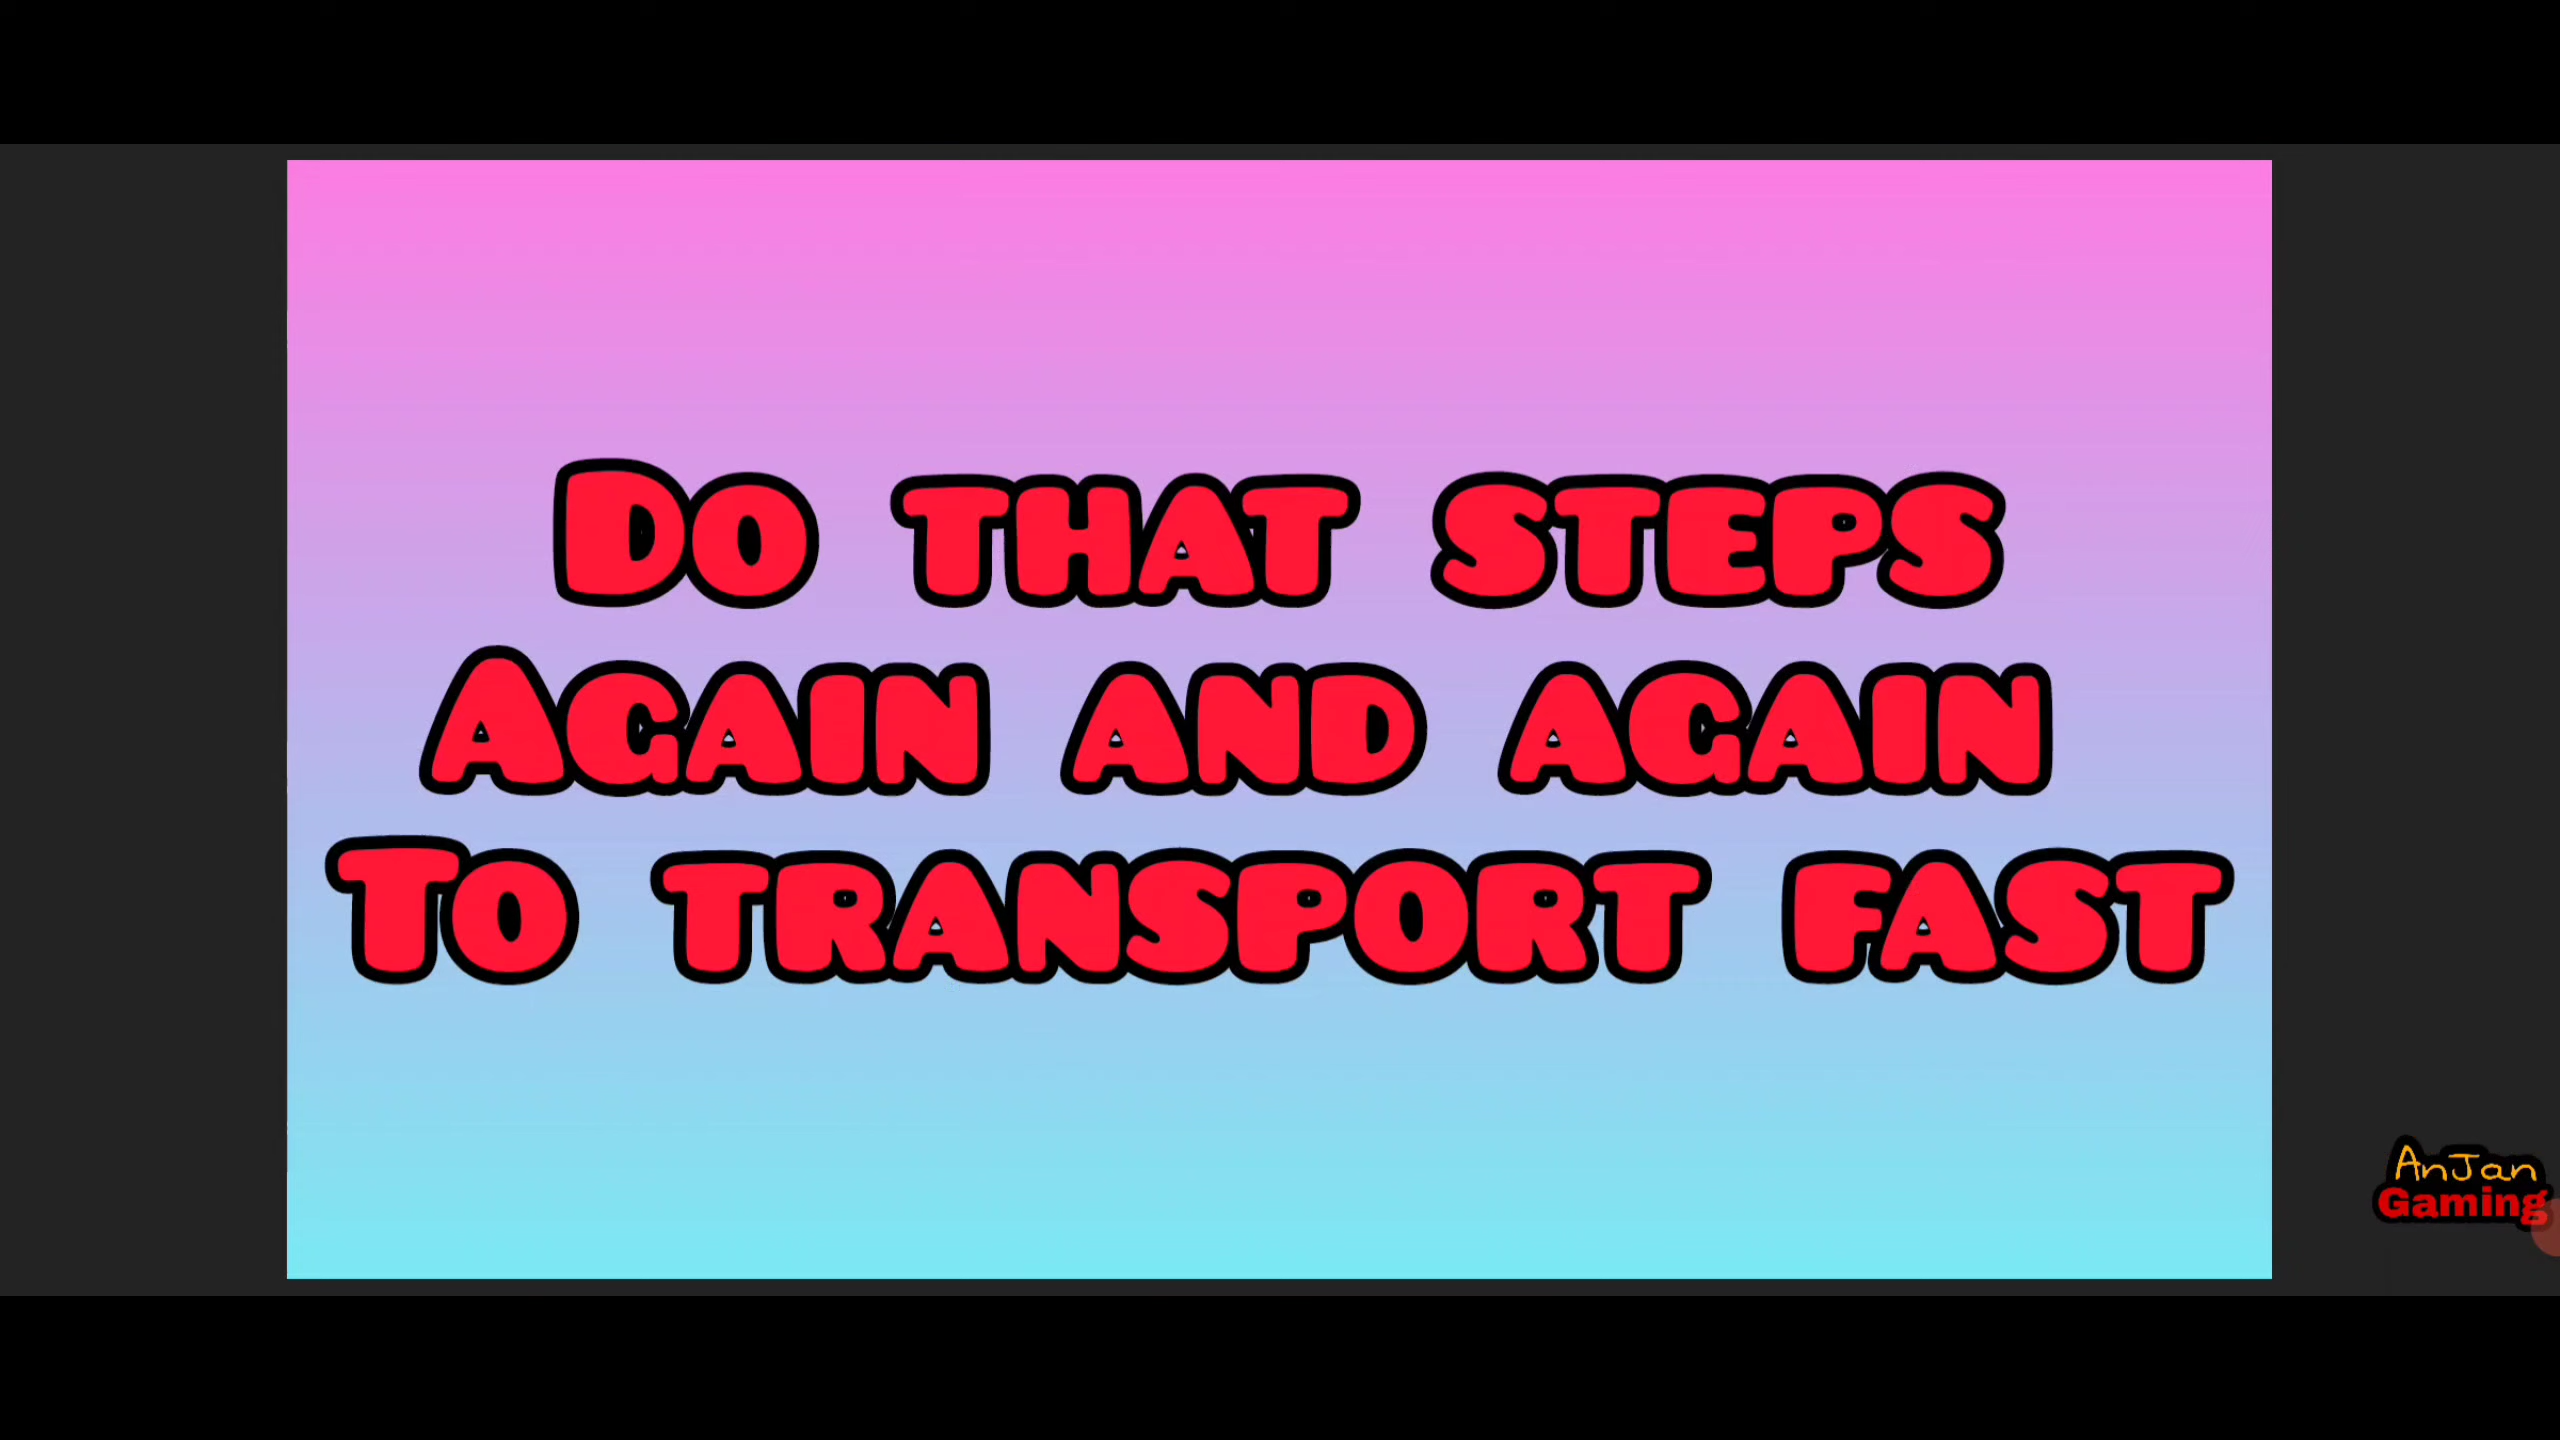 Do that steps
Again and again
To transport fast
AnJan
Gaming